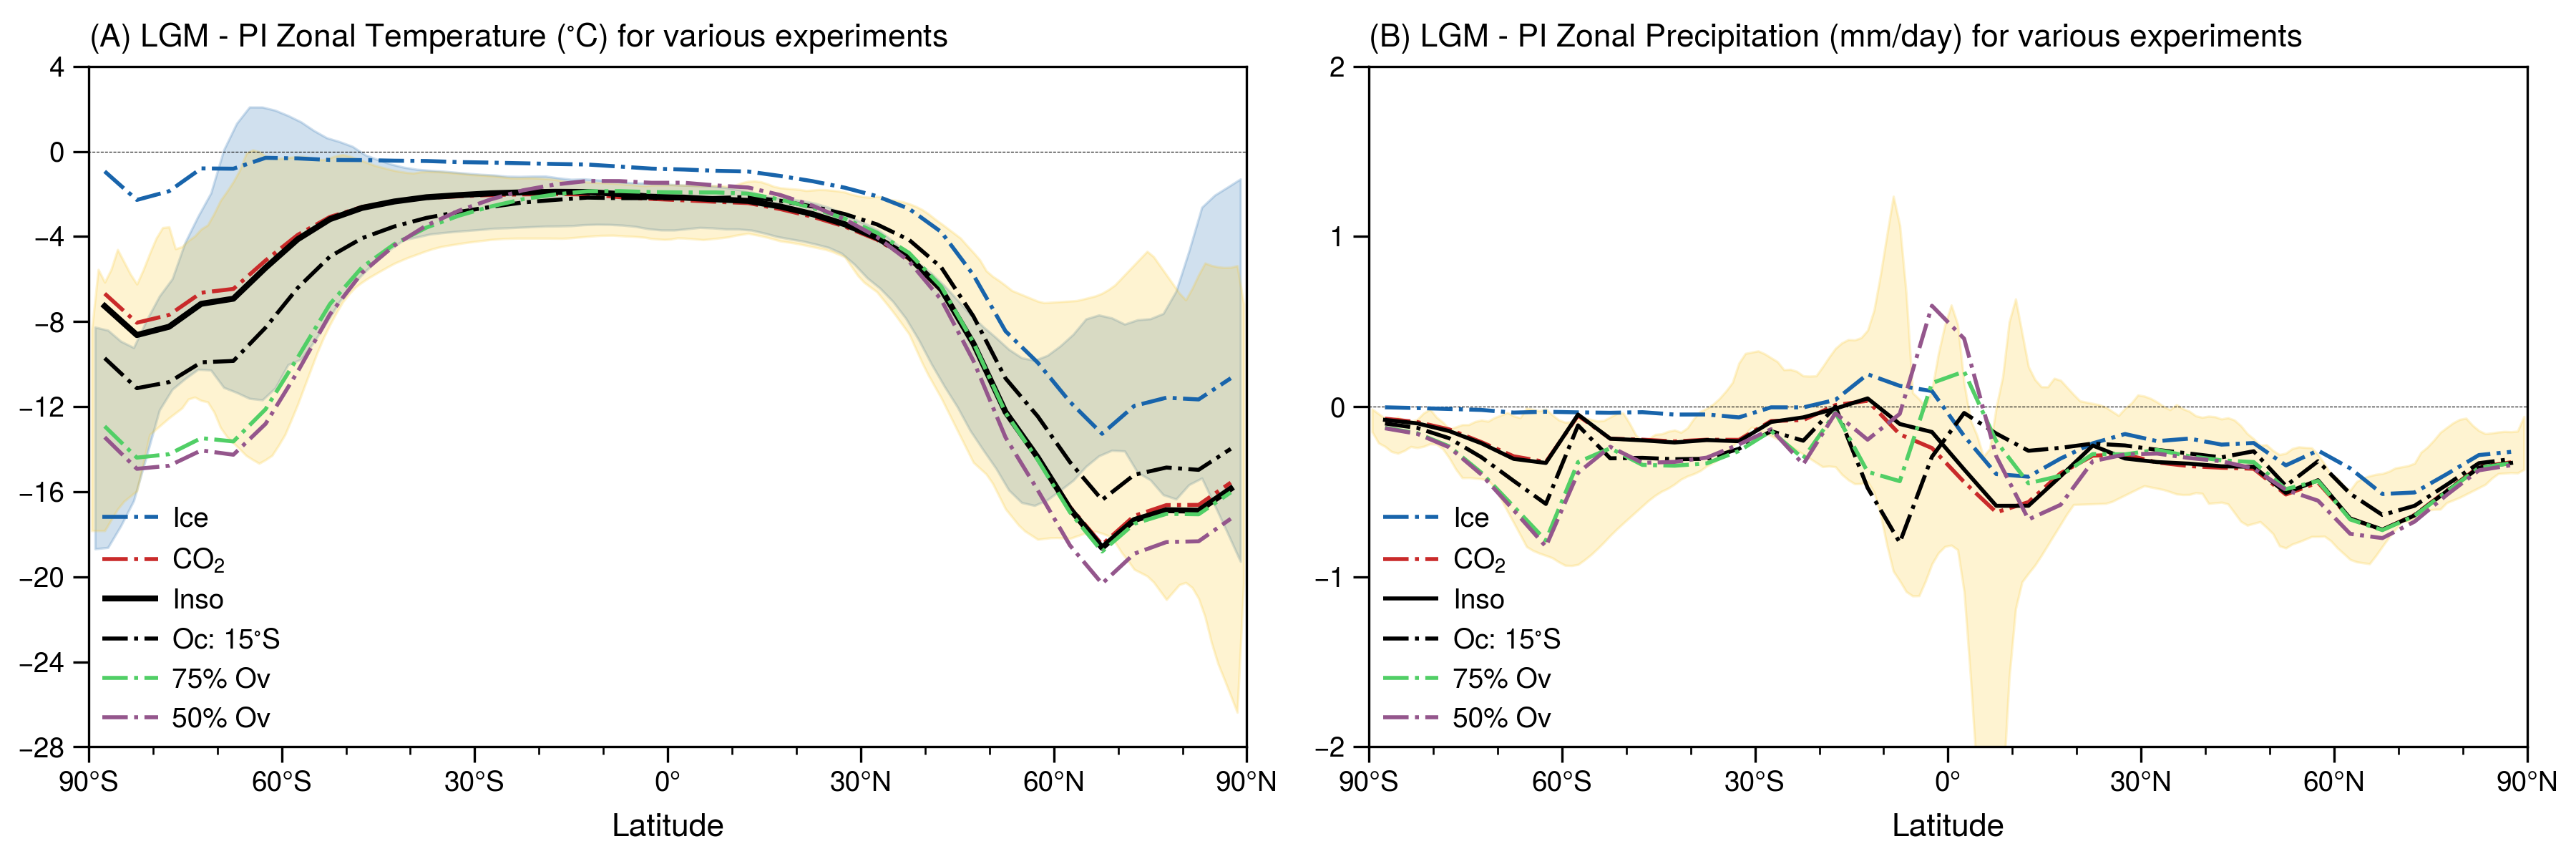 (A) LGM - PI Zonal Temperature (°C) for various experiments
4
0
−4
−8
−12
−16
−20
−24
−28
Ice
CO₂
Inso
Oc: 15°S
75% Ov
50% Ov
90°S 60°S 30°S 0° 30°N 60°N 90°N
Latitude
(B) LGM - PI Zonal Precipitation (mm/day) for various experiments
2
1
0
−1
−2
Ice
CO₂
Inso
Oc: 15°S
75% Ov
50% Ov
90°S 60°S 30°S 0° 30°N 60°N 90°N
Latitude